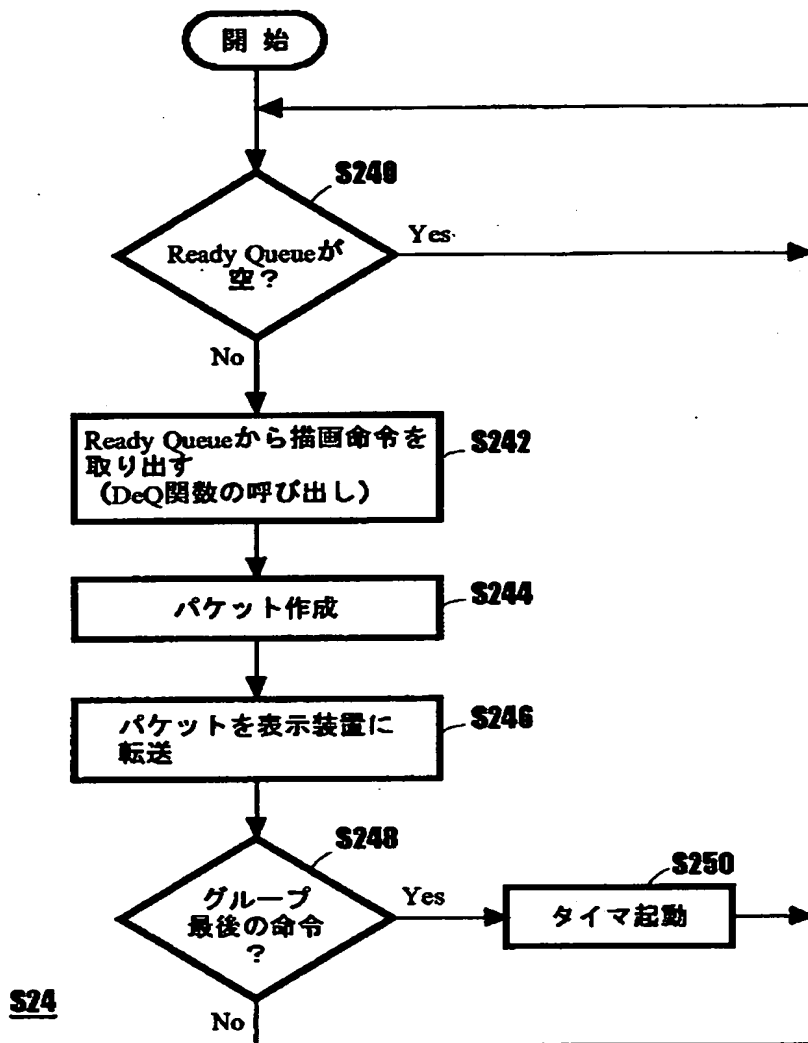 開始
S240
Ready Queueが
空?
Yes
No
Ready Queueから描画命令を
取り出す
(DeQ関数の呼び出し)
S242
パケット作成
S244
パケットを表示装置に
転送
S246
S248
グループ
最後の命令
?
Yes
S250
タイマ起動
S24
No